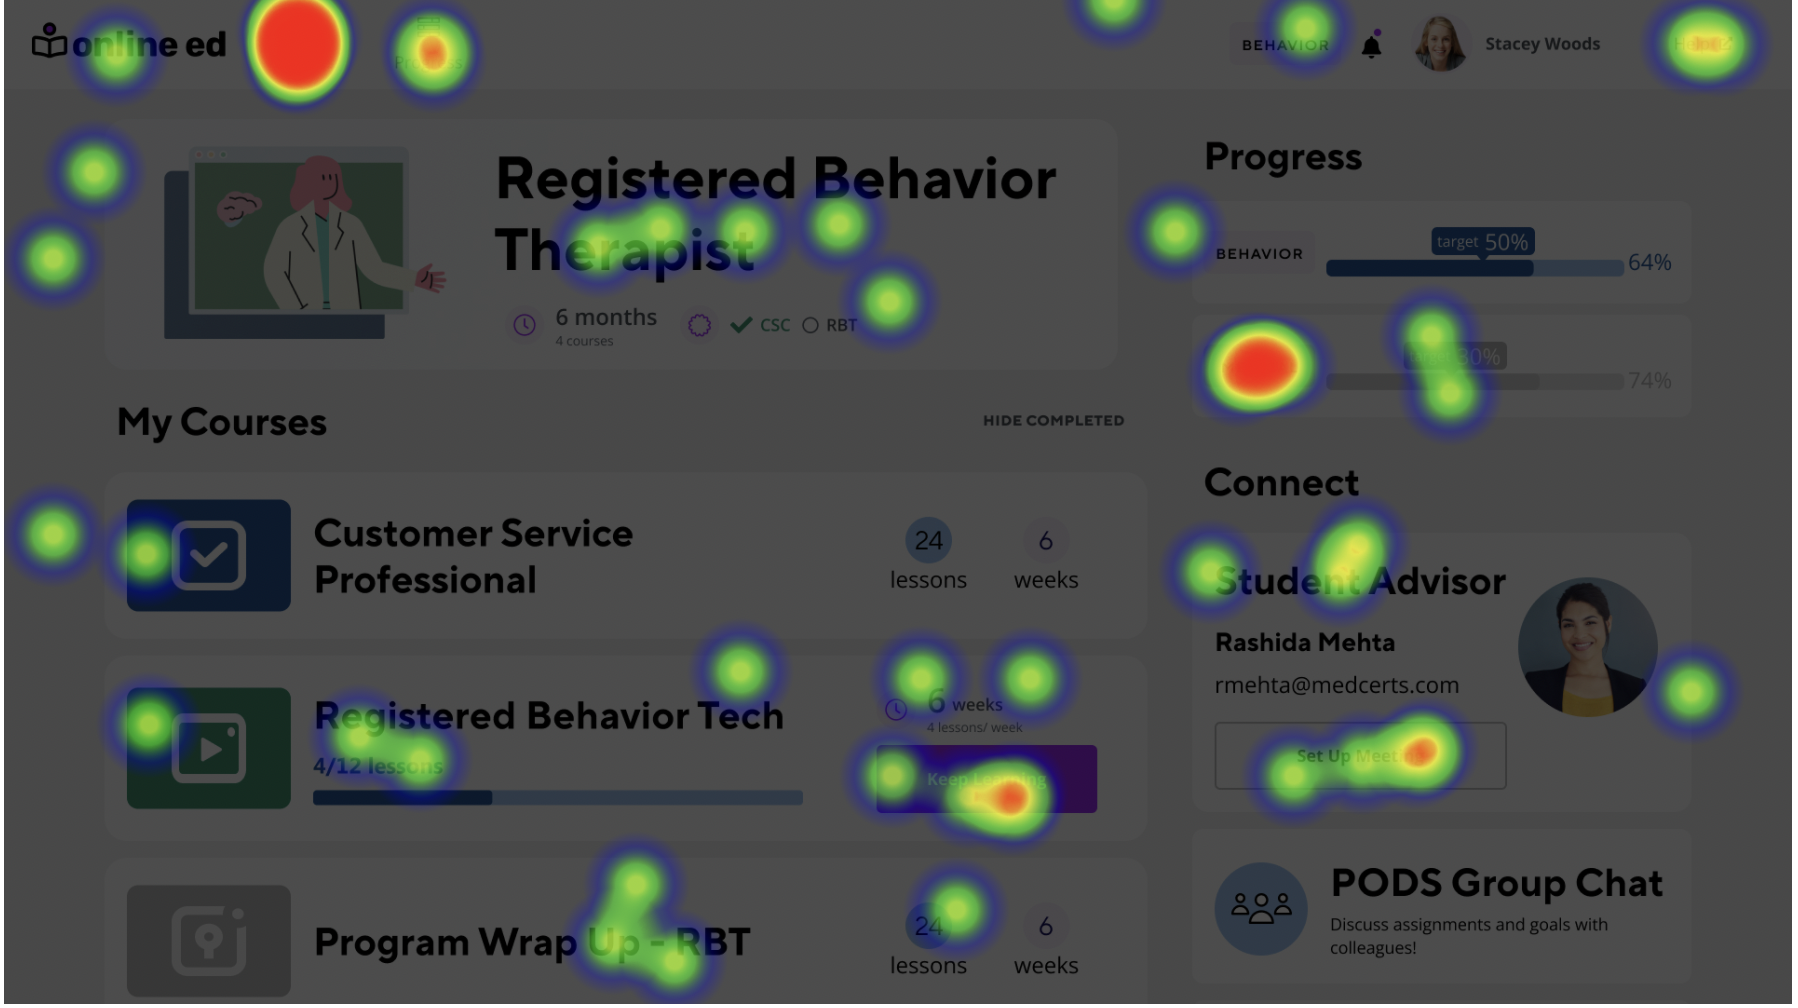 online ed
Progress
BEHAVIOR
Stacey Woods
Help
Registered Behavior
Therapist
6 months
4 courses
CSC
RBT
Progress
BEHAVIOR
target 50%
64%
target 30%
74%
My Courses
HIDE COMPLETED
Customer Service
Professional
24
lessons
6
weeks
Registered Behavior Tech
4/12 lessons
6 weeks
4 lessons/ week
Keep Learning
Program Wrap Up - RBT
24
lessons
6
weeks
Connect
Student Advisor
Rashida Mehta
rmehta@medcerts.com
Set Up Meeting
PODS Group Chat
Discuss assignments and goals with
colleagues!